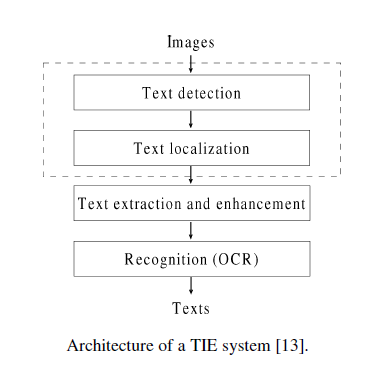 Images
Text detection
Text localization
Text extraction and enhancement
Recognition (OCR)
Texts
Architecture of a TIE system [13].